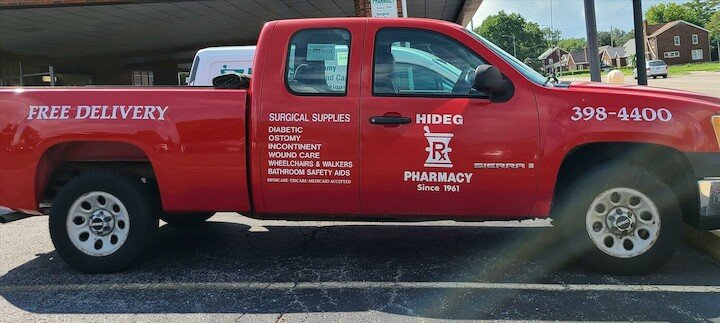 PHARMACY
FREE DELIVERY
SURGICAL SUPPLIES
DIABETIC
OSTOMY
INCONTINENT
WOUND CARE
WHEELCHAIRS & WALKERS
BATHROOM SAFETY AIDS
MEDICARE-TRICARE-MEDICAID ACCEPTED
HIDEG
Rx
PHARMACY
Since 1961
SIERRA
398-4400